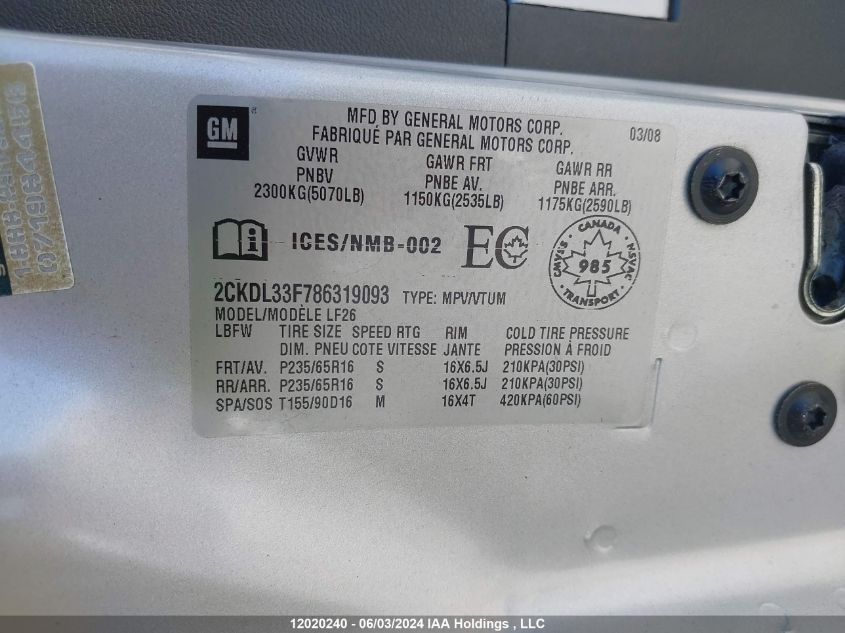 GM
MFD BY GENERAL MOTORS CORP. 03/08
FABRIQUÉ PAR GENERAL MOTORS CORP.
GVWR GAWR FRT GAWR RR
PNBV PNBE AV. PNBE ARR.
2300KG(5070LB) 1150KG(2535LB) 1175KG(2590LB)
i ICES/NMB-002 EC
CANADA
CMVSS 985 NSVAC
TRANSPORT
2CKDL33F786319093 TYPE: MPV/VTUM
MODEL/MODÈLE LF26
LBFW TIRE SIZE SPEED RTG RIM COLD TIRE PRESSURE
DIM. PNEU COTE VITESSE JANTE PRESSION À FROID
FRT/AV. P235/65R16 S 16X6.5J 210KPA(30PSI)
RR/ARR. P235/65R16 S 16X6.5J 210KPA(30PSI)
SPA/SOS T155/90D16 M 16X4T 420KPA(60PSI)
12020240 - 06/03/2024 IAA Holdings , LLC